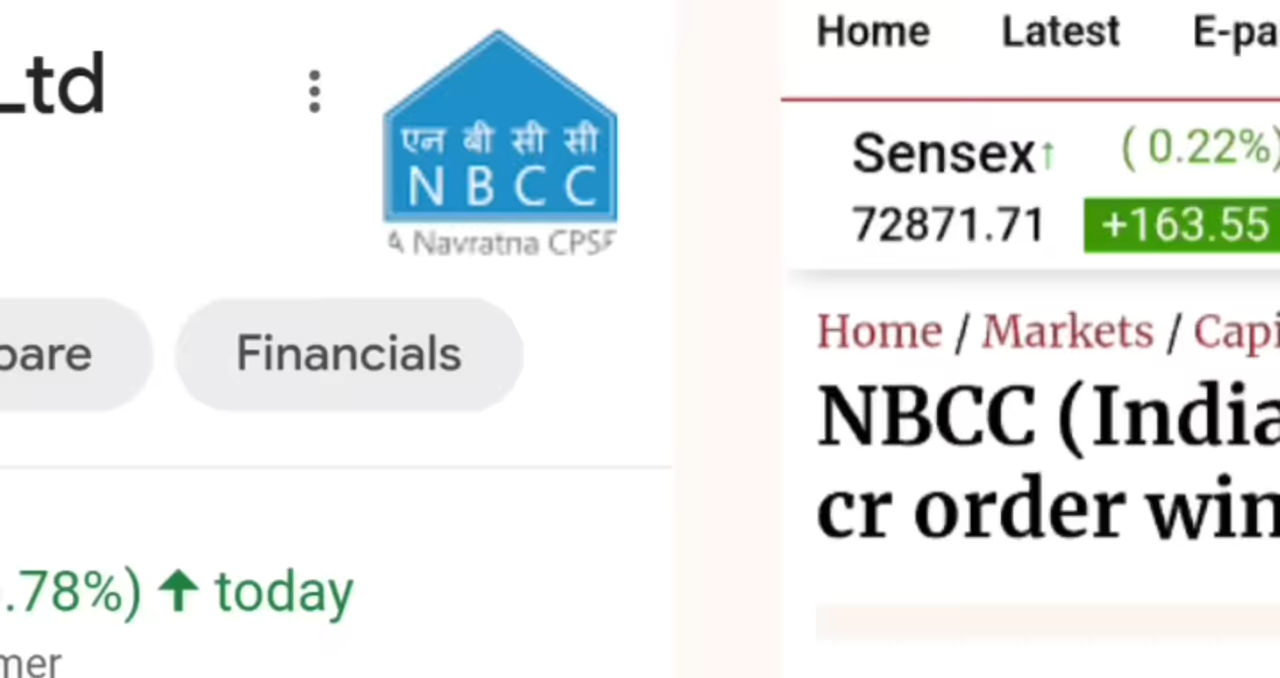 Ltd
एन बी सी सी
NBCC
A Navratna CPSE
pare
Financials
.78%) ↑ today
mer
Home Latest E-pa
Sensex↑ ( 0.22%)
72871.71 +163.55
Home / Markets / Capi
NBCC (India
cr order win